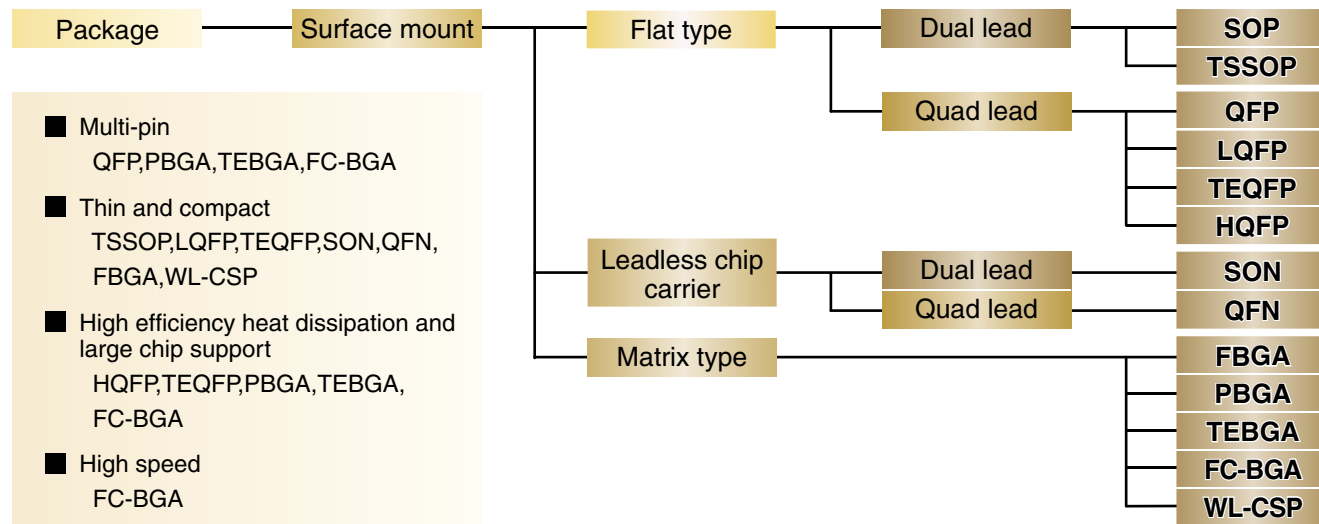 Package
Surface mount
Flat type
Dual lead
SOP
TSSOP
Quad lead
QFP
LQFP
TEQFP
HQFP
Leadless chip
carrier
Dual lead
SON
Quad lead
QFN
Matrix type
FBGA
PBGA
TEBGA
FC-BGA
WL-CSP
■ Multi-pin
QFP,PBGA,TEBGA,FC-BGA
■ Thin and compact
TSSOP,LQFP,TEQFP,SON,QFN,
FBGA,WL-CSP
■ High efficiency heat dissipation and
large chip support
HQFP,TEQFP,PBGA,TEBGA,
FC-BGA
■ High speed
FC-BGA